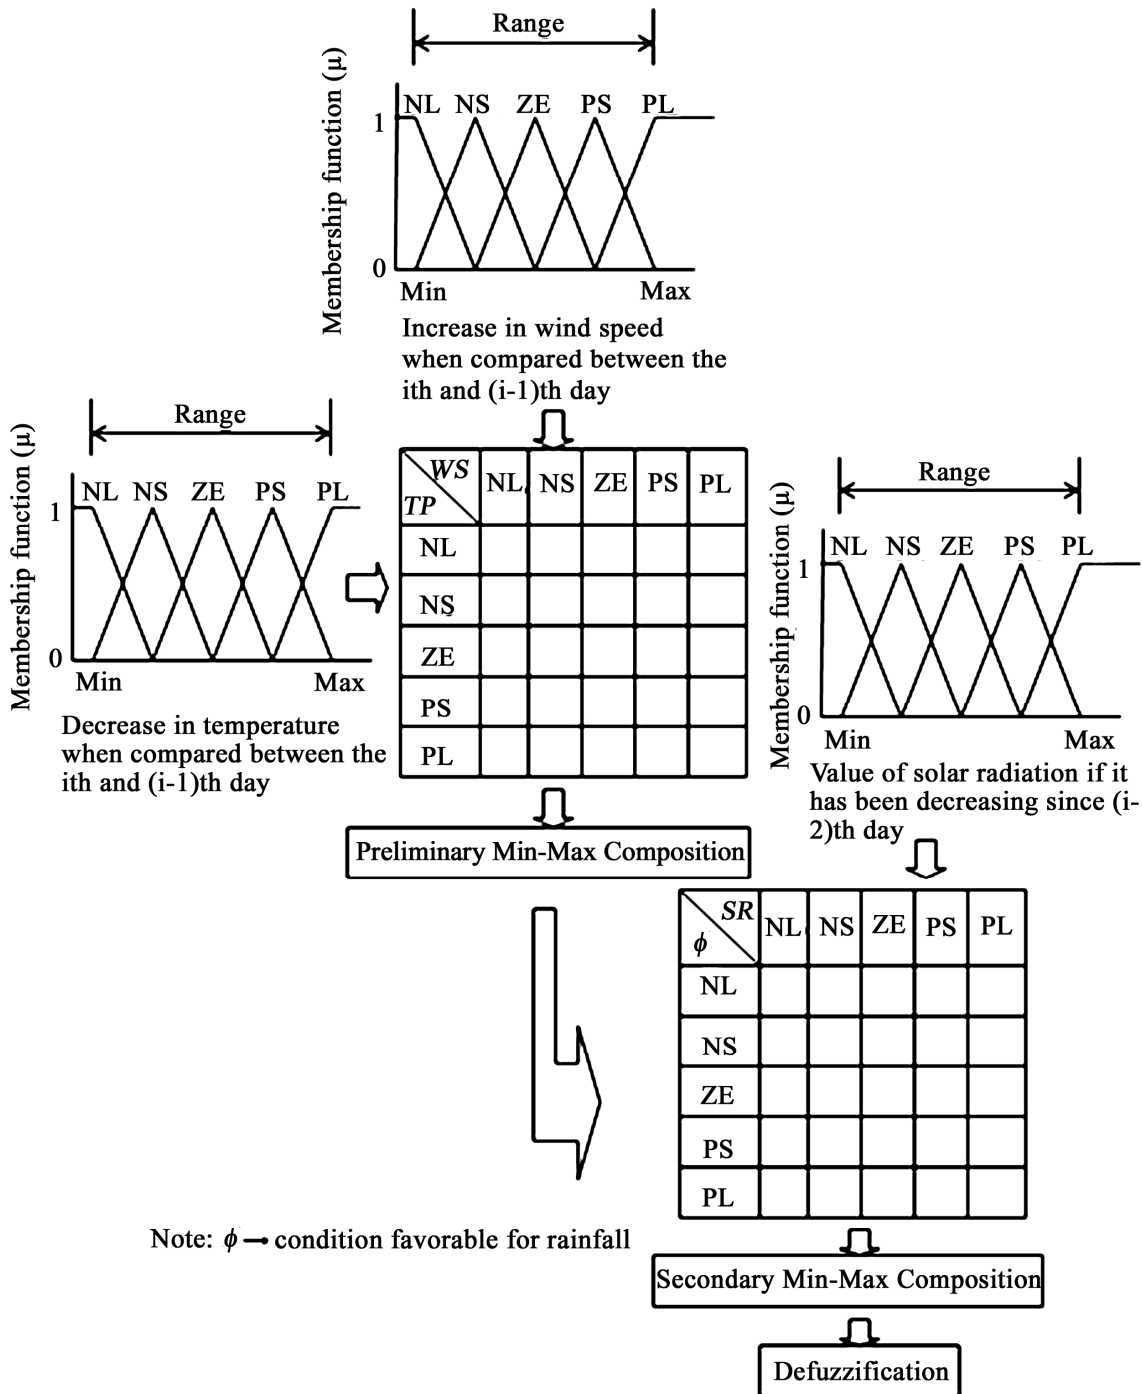 Range
Membership function (μ)
NL NS ZE PS PL
1
0
Min Max
Increase in wind speed
when compared between the
ith and (i-1)th day
Range
Membership function (μ)
NL NS ZE PS PL
1
0
Min Max
Decrease in temperature
when compared between the
ith and (i-1)th day
WS
TP
NL NS ZE PS PL
NL
NS
ZE
PS
PL
Range
Membership function (μ)
NL NS ZE PS PL
1
0
Min Max
Value of solar radiation if it
has been decreasing since (i-
2)th day
Preliminary Min-Max Composition
SR
ϕ
NL NS ZE PS PL
NL
NS
ZE
PS
PL
Note: ϕ → condition favorable for rainfall
Secondary Min-Max Composition
Defuzzification